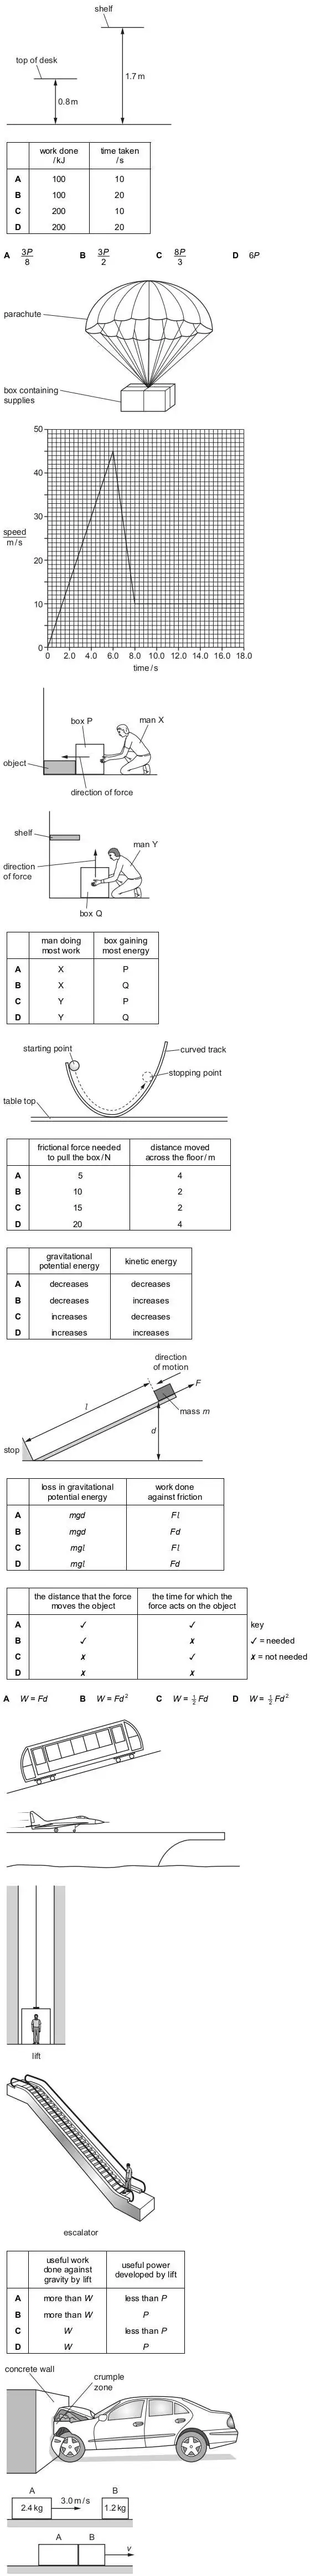 shelf
top of desk
1.7 m
0.8 m
work done / kJ time taken / s
A 100 10
B 100 20
C 200 10
D 200 20
A 3P/8 B 3P/2 C 8P/3 D 6P
parachute
box containing
supplies
50
40
30
speed
m / s
20
10
0
0 2.0 4.0 6.0 8.0 10.0 12.0 14.0 16.0 18.0
time / s
box P
man X
object
direction of force
shelf
man Y
direction
of force
box Q
man doing most work box gaining most energy
A X P
B X Q
C Y P
D Y Q
starting point
curved track
stopping point
table top
frictional force needed to pull the box / N distance moved across the floor / m
A 5 4
B 10 2
C 15 2
D 20 4
gravitational potential energy kinetic energy
A decreases decreases
B decreases increases
C increases decreases
D increases increases
direction
of motion
F
l
mass m
d
stop
loss in gravitational potential energy work done against friction
A mgd Fl
B mgd Fd
C mgl Fl
D mgl Fd
the distance that the force moves the object the time for which the force acts on the object
A ✓ ✓ key
B ✓ ✗ ✓ = needed
C ✗ ✓ ✗ = not needed
D ✗ ✗
A W = Fd B W = Fd² C W = ½ Fd D W = ½ Fd²
lift
escalator
useful work done against gravity by lift useful power developed by lift
A more than W less than P
B more than W P
C W less than P
D W P
concrete wall
crumple
zone
A B
2.4 kg 3.0 m / s 1.2 kg
A B
v